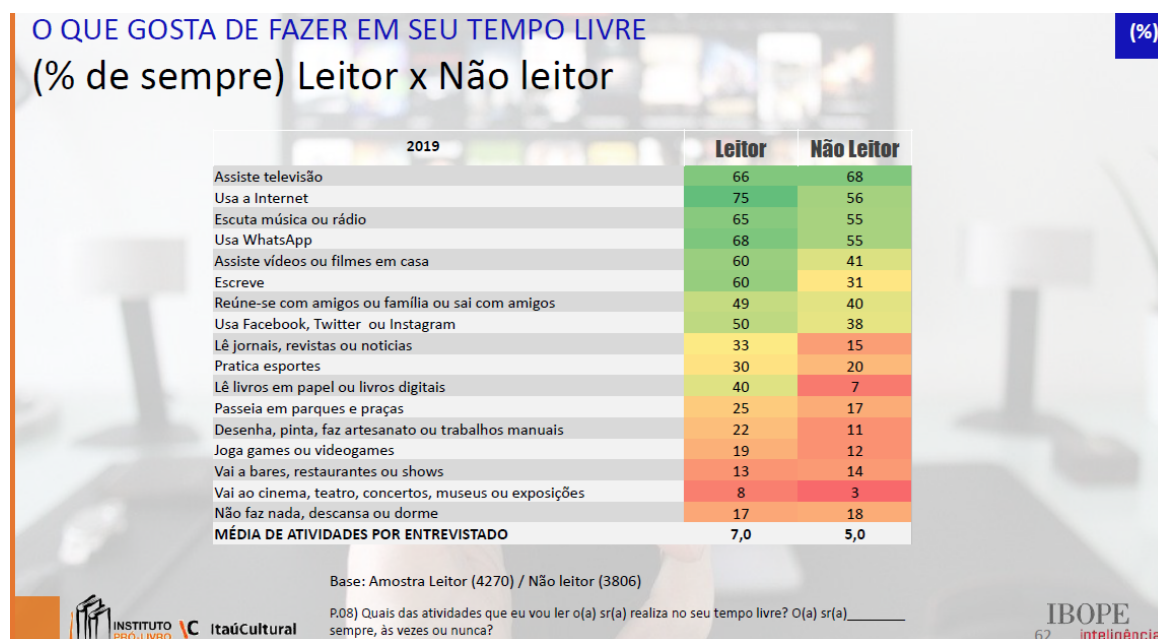 O QUE GOSTA DE FAZER EM SEU TEMPO LIVRE
(%)
(% de sempre) Leitor x Não leitor
2019 Leitor Não Leitor
Assiste televisão 66 68
Usa a Internet 75 56
Escuta música ou rádio 65 55
Usa WhatsApp 68 55
Assiste vídeos ou filmes em casa 60 41
Escreve 60 31
Reúne-se com amigos ou família ou sai com amigos 49 40
Usa Facebook, Twitter ou Instagram 50 38
Lê jornais, revistas ou noticias 33 15
Pratica esportes 30 20
Lê livros em papel ou livros digitais 40 7
Passeia em parques e praças 25 17
Desenha, pinta, faz artesanato ou trabalhos manuais 22 11
Joga games ou videogames 19 12
Vai a bares, restaurantes ou shows 13 14
Vai ao cinema, teatro, concertos, museus ou exposições 8 3
Não faz nada, descansa ou dorme 17 18
MÉDIA DE ATIVIDADES POR ENTREVISTADO 7,0 5,0
Base: Amostra Leitor (4270) / Não leitor (3806)
P.08) Quais das atividades que eu vou ler o(a) sr(a) realiza no seu tempo livre? O(a) sr(a)________
sempre, às vezes ou nunca?
INSTITUTO
PRÓ-LIVRO
ItaúCultural
IBOPE
inteligência
62